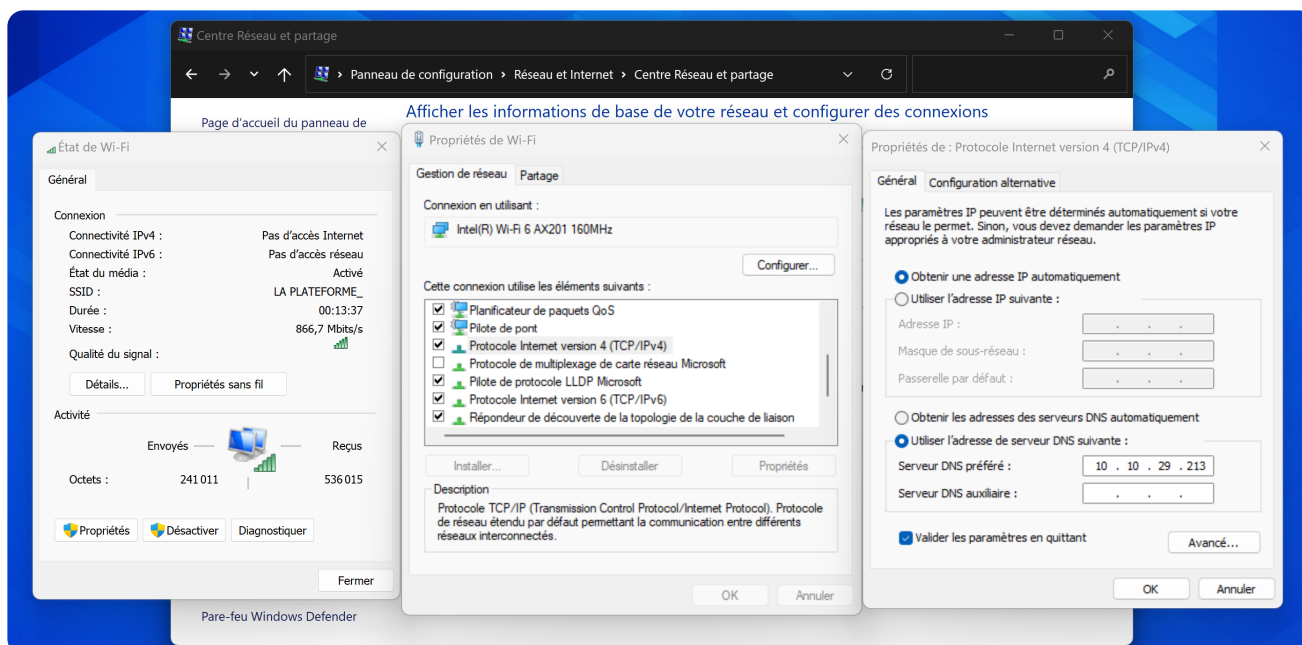 Centre Réseau et partage
Panneau de configuration › Réseau et Internet › Centre Réseau et partage
Afficher les informations de base de votre réseau et configurer des connexions
Page d'accueil du panneau de
État de Wi-Fi
Général
Connexion
Connectivité IPv4 : Pas d'accès Internet
Connectivité IPv6 : Pas d'accès réseau
État du média : Activé
SSID : LA PLATEFORME_
Durée : 00:13:37
Vitesse : 866,7 Mbits/s
Qualité du signal :
Détails... Propriétés sans fil
Activité
Envoyés Reçus
Octets : 241 011 536 015
Propriétés Désactiver Diagnostiquer
Fermer
Propriétés de Wi-Fi
Gestion de réseau Partage
Connexion en utilisant :
Intel(R) Wi-Fi 6 AX201 160MHz
Configurer...
Cette connexion utilise les éléments suivants :
Planificateur de paquets QoS
Pilote de pont
Protocole Internet version 4 (TCP/IPv4)
Protocole de multiplexage de carte réseau Microsoft
Pilote de protocole LLDP Microsoft
Protocole Internet version 6 (TCP/IPv6)
Répondeur de découverte de la topologie de la couche de liaison
Installer... Désinstaller Propriétés
Description
Protocole TCP/IP (Transmission Control Protocol/Internet Protocol). Protocole
de réseau étendu par défaut permettant la communication entre différents
réseaux interconnectés.
OK Annuler
Propriétés de : Protocole Internet version 4 (TCP/IPv4)
Général Configuration alternative
Les paramètres IP peuvent être déterminés automatiquement si votre
réseau le permet. Sinon, vous devez demander les paramètres IP
appropriés à votre administrateur réseau.
Obtenir une adresse IP automatiquement
Utiliser l'adresse IP suivante :
Adresse IP : . . .
Masque de sous-réseau : . . .
Passerelle par défaut : . . .
Obtenir les adresses des serveurs DNS automatiquement
Utiliser l'adresse de serveur DNS suivante :
Serveur DNS préféré : 10 . 10 . 29 . 213
Serveur DNS auxiliaire : . . .
Valider les paramètres en quittant
Avancé...
OK Annuler
Pare-feu Windows Defender